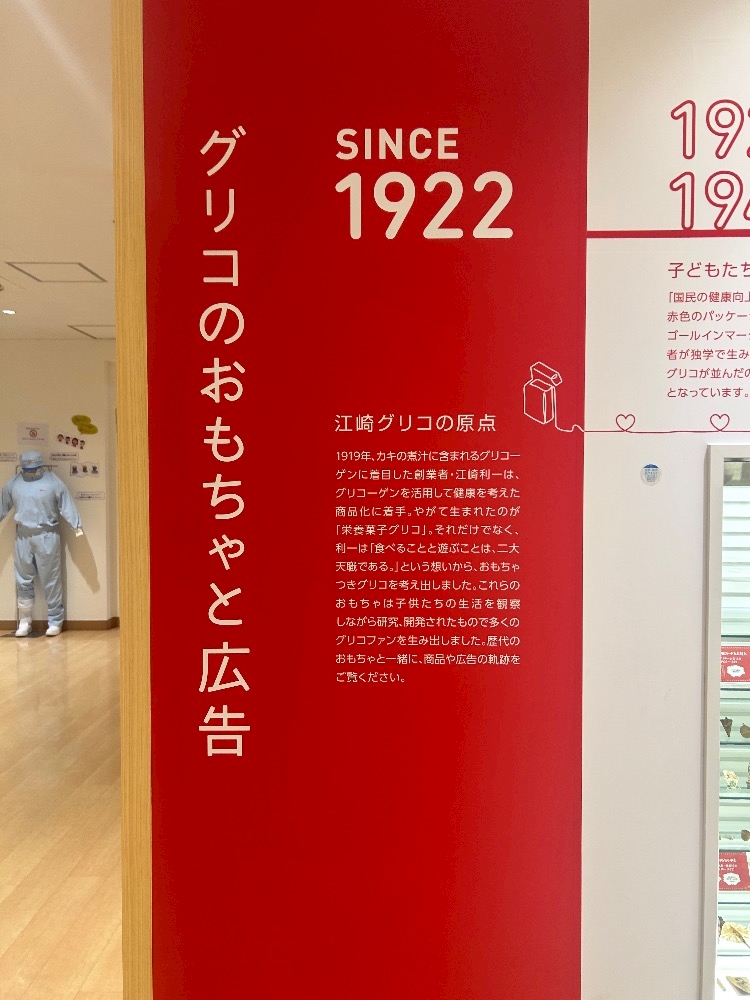 グリコのおもちゃと広告
SINCE
1922
江崎グリコの原点
1919年、カキの煮汁に含まれるグリコー
ゲンに着目した創業者・江崎利一は、
グリコーゲンを活用して健康を考えた
商品化に着手。やがて生まれたのが
「栄養菓子グリコ」。それだけでなく、
利一は「食べることと遊ぶことは、二大
天職である。」という想いから、おもちゃ
つきグリコを考え出しました。これらの
おもちゃは子供たちの生活を観察
しながら研究、開発されたもので多くの
グリコファンを生み出しました。歴代の
おもちゃと一緒に、商品や広告の軌跡を
ご覧ください。
192
194
子どもたち
「国民の健康向上
赤色のパッケー
ゴールインマー
者が独学で生み
グリコが並んだの
となっています。